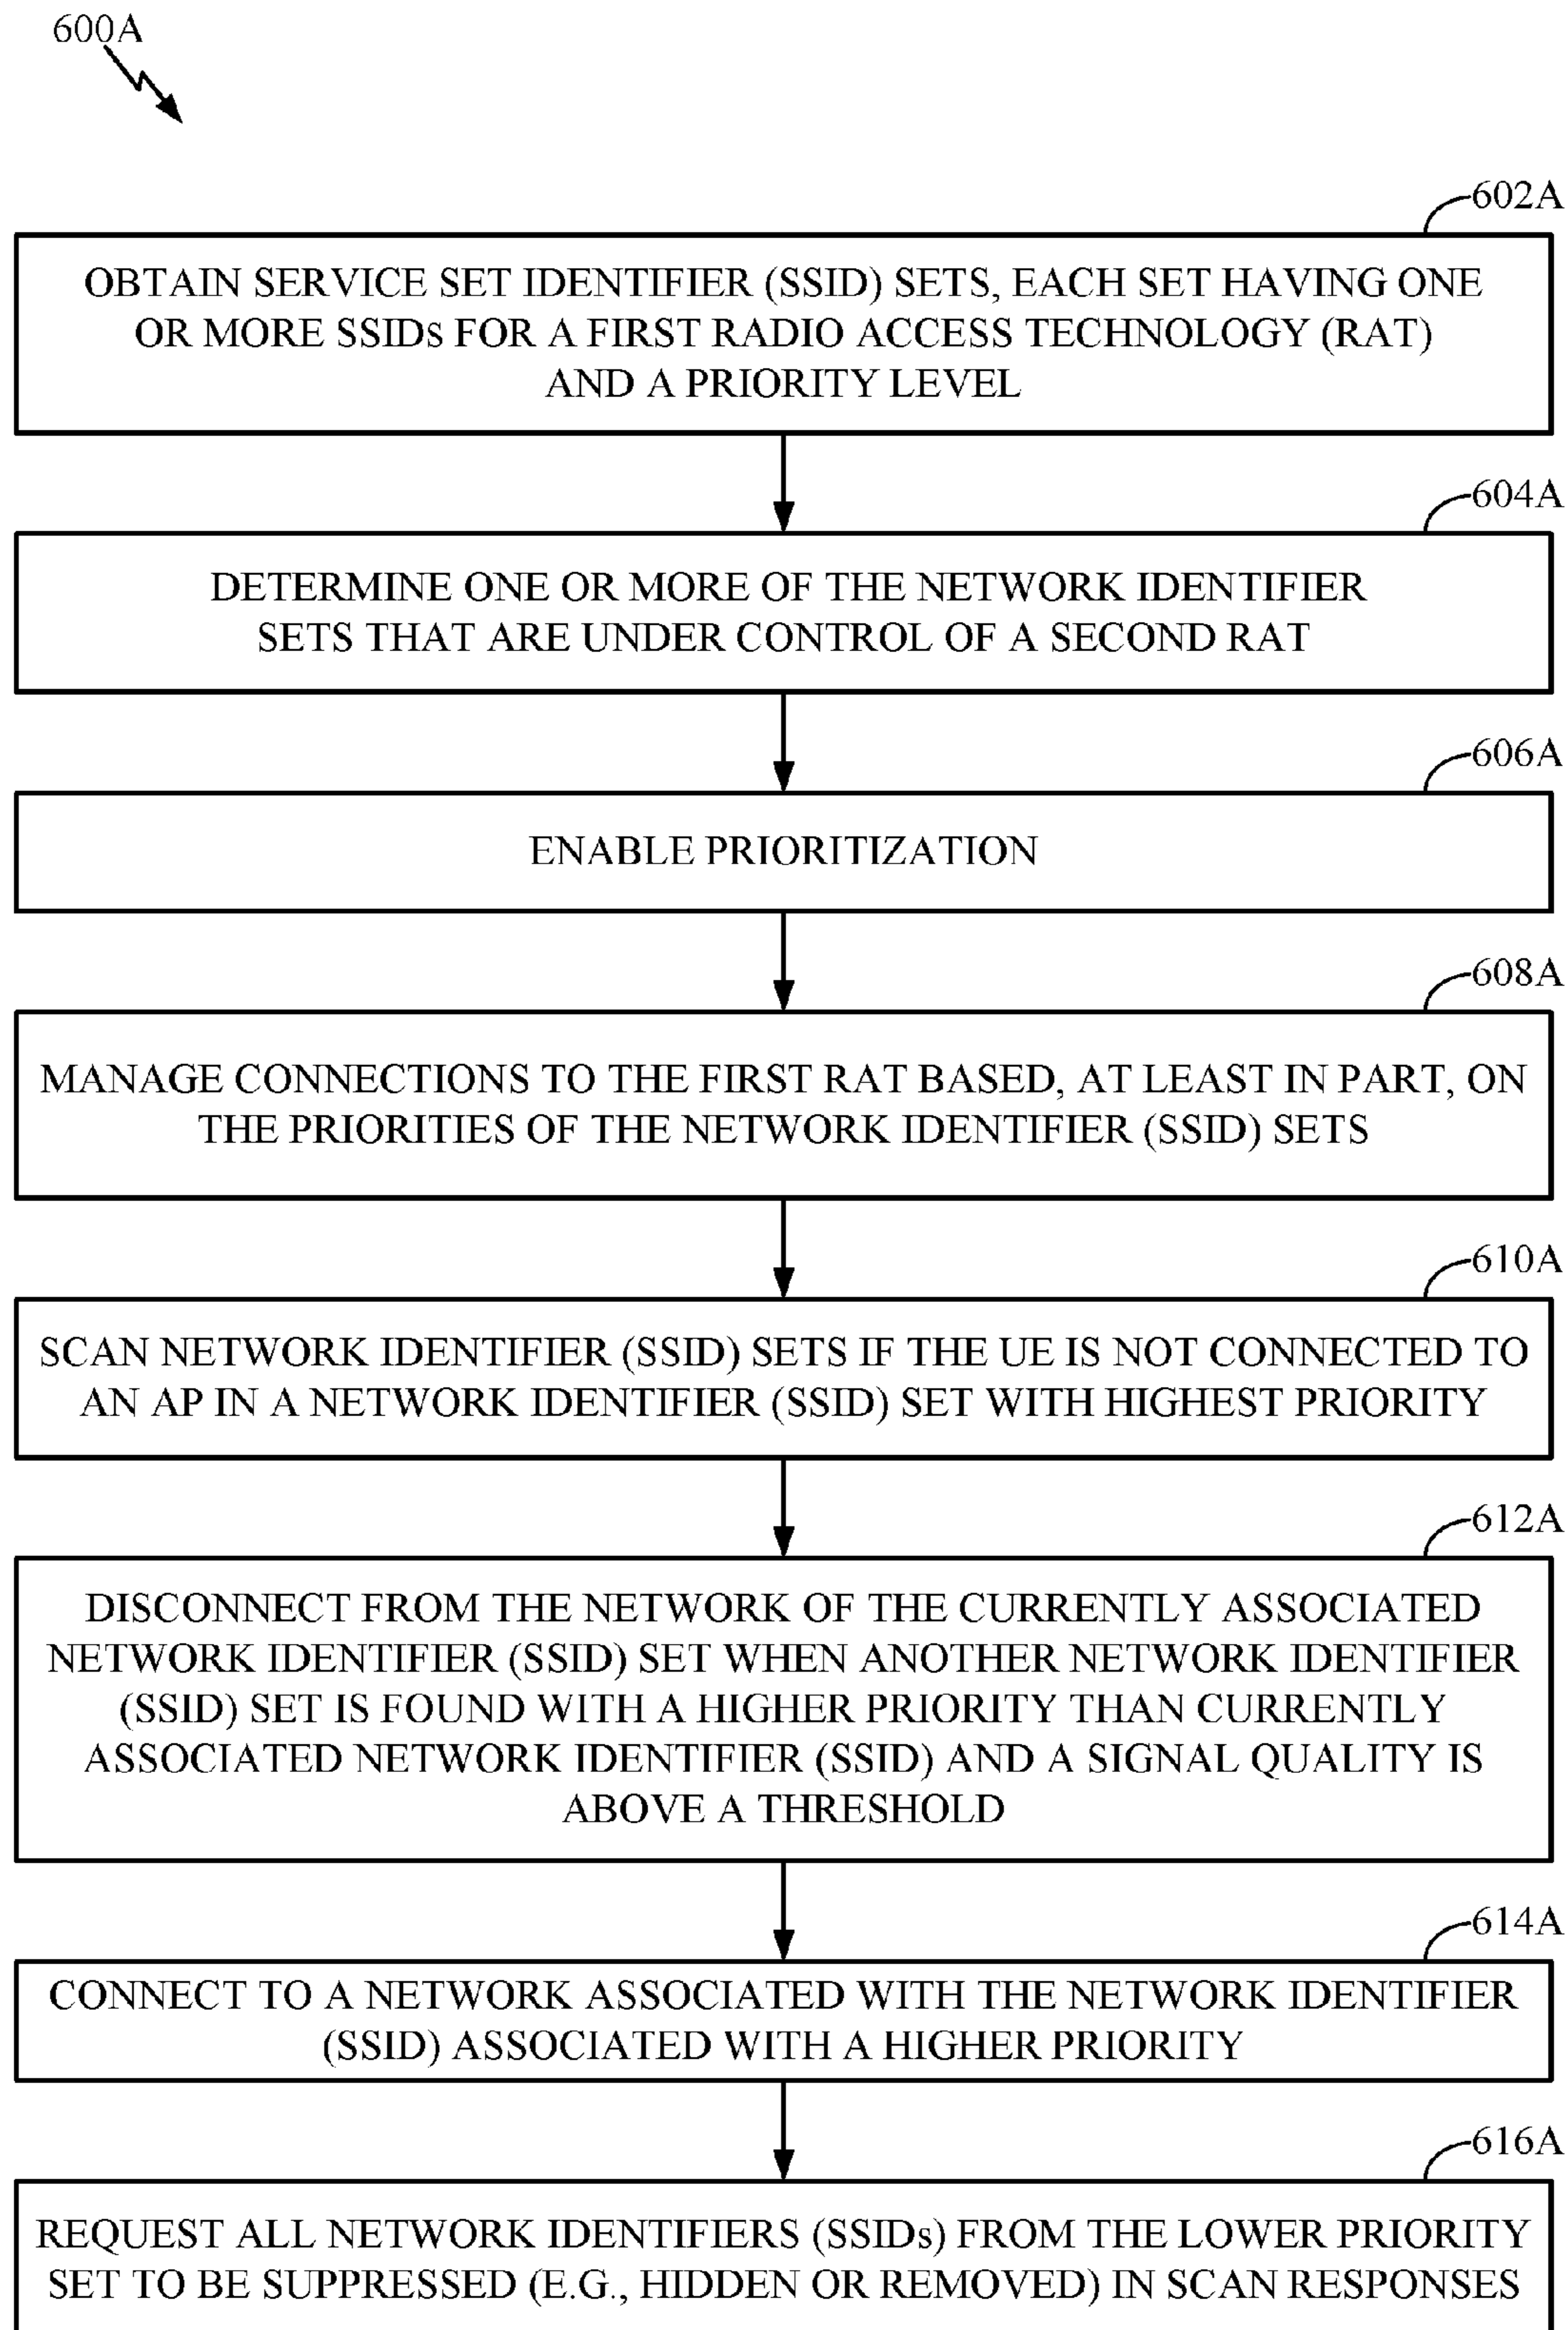 600A
602A
OBTAIN SERVICE SET IDENTIFIER (SSID) SETS, EACH SET HAVING ONE
OR MORE SSIDs FOR A FIRST RADIO ACCESS TECHNOLOGY (RAT)
AND A PRIORITY LEVEL
604A
DETERMINE ONE OR MORE OF THE NETWORK IDENTIFIER
SETS THAT ARE UNDER CONTROL OF A SECOND RAT
606A
ENABLE PRIORITIZATION
608A
MANAGE CONNECTIONS TO THE FIRST RAT BASED, AT LEAST IN PART, ON
THE PRIORITIES OF THE NETWORK IDENTIFIER (SSID) SETS
610A
SCAN NETWORK IDENTIFIER (SSID) SETS IF THE UE IS NOT CONNECTED TO
AN AP IN A NETWORK IDENTIFIER (SSID) SET WITH HIGHEST PRIORITY
612A
DISCONNECT FROM THE NETWORK OF THE CURRENTLY ASSOCIATED
NETWORK IDENTIFIER (SSID) SET WHEN ANOTHER NETWORK IDENTIFIER
(SSID) SET IS FOUND WITH A HIGHER PRIORITY THAN CURRENTLY
ASSOCIATED NETWORK IDENTIFIER (SSID) AND A SIGNAL QUALITY IS
ABOVE A THRESHOLD
614A
CONNECT TO A NETWORK ASSOCIATED WITH THE NETWORK IDENTIFIER
(SSID) ASSOCIATED WITH A HIGHER PRIORITY
616A
REQUEST ALL NETWORK IDENTIFIERS (SSIDs) FROM THE LOWER PRIORITY
SET TO BE SUPPRESSED (E.G., HIDDEN OR REMOVED) IN SCAN RESPONSES